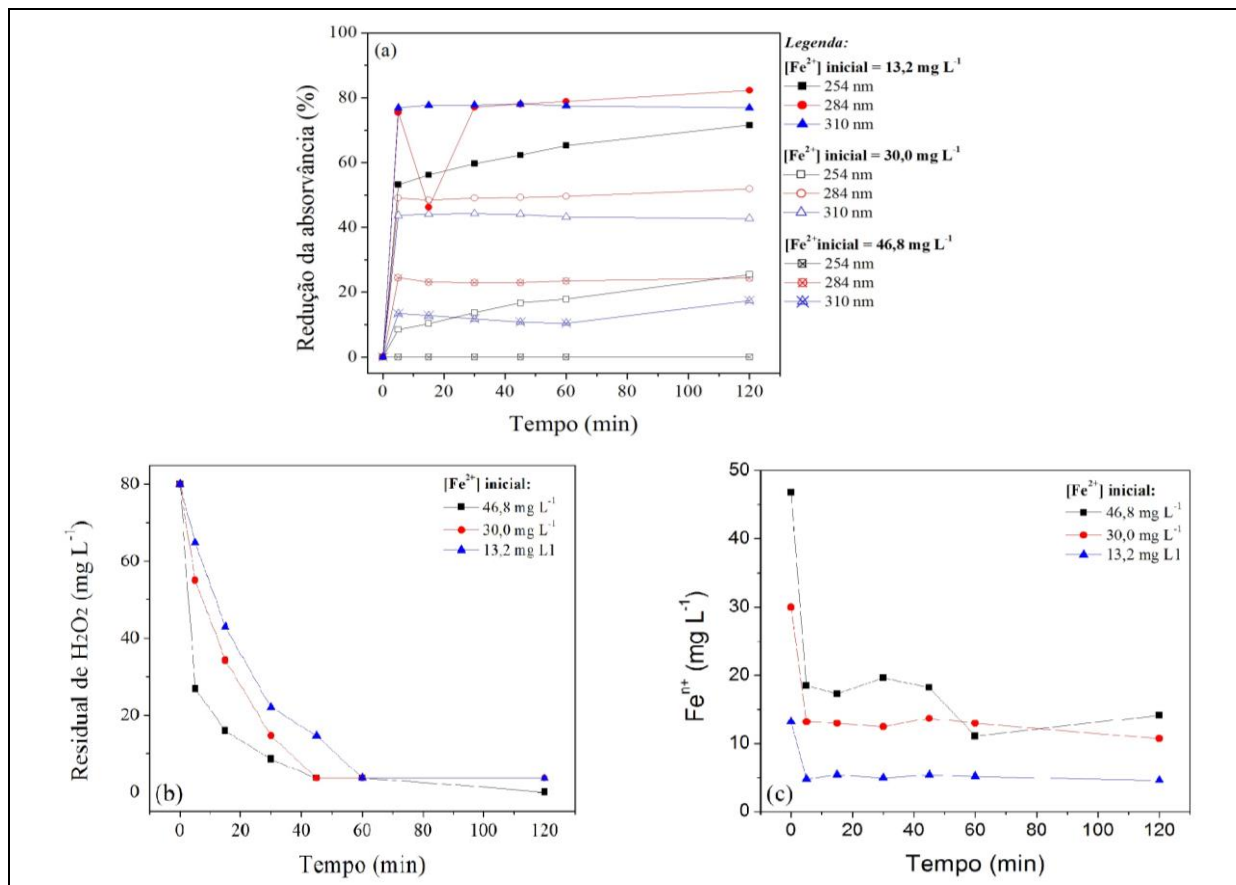 (a)
100
80
60
40
20
0
Redução da absorvância (%)
0 20 40 60 80 100 120
Tempo (min)
Legenda:
[Fe²⁺] inicial = 13,2 mg L⁻¹
254 nm
284 nm
310 nm
[Fe²⁺] inicial = 30,0 mg L⁻¹
254 nm
284 nm
310 nm
[Fe²⁺inicial = 46,8 mg L⁻¹
254 nm
284 nm
310 nm
80
60
40
20
0
Residual de H₂O₂ (mg L⁻¹)
[Fe²⁺] inicial:
46,8 mg L⁻¹
30,0 mg L⁻¹
13,2 mg L1
(b)
0 20 40 60 80 100 120
Tempo (min)
50
40
30
20
10
0
Feⁿ⁺ (mg L⁻¹)
[Fe²⁺] inicial:
46,8 mg L⁻¹
30,0 mg L⁻¹
13,2 mg L1
(c)
0 20 40 60 80 100 120
Tempo (min)